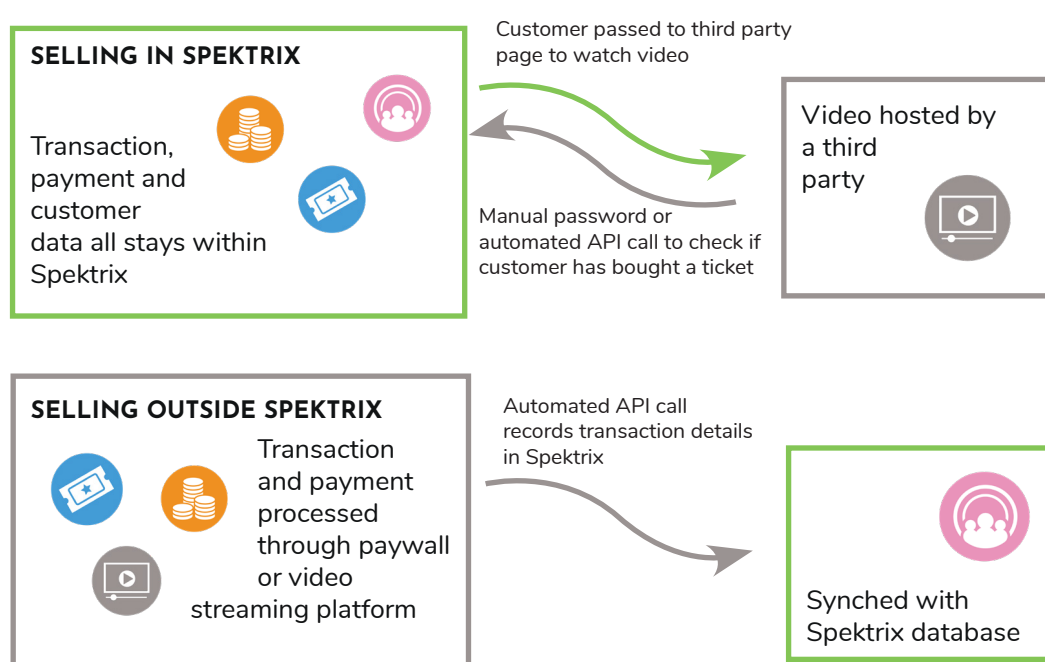 SELLING IN SPEKTRIX
Transaction,
payment and
customer
data all stays within
Spektrix
Customer passed to third party
page to watch video
Manual password or
automated API call to check if
customer has bought a ticket
Video hosted by
a third
party
SELLING OUTSIDE SPEKTRIX
Transaction
and payment
processed
through paywall
or video
streaming platform
Automated API call
records transaction details
in Spektrix
Synched with
Spektrix database